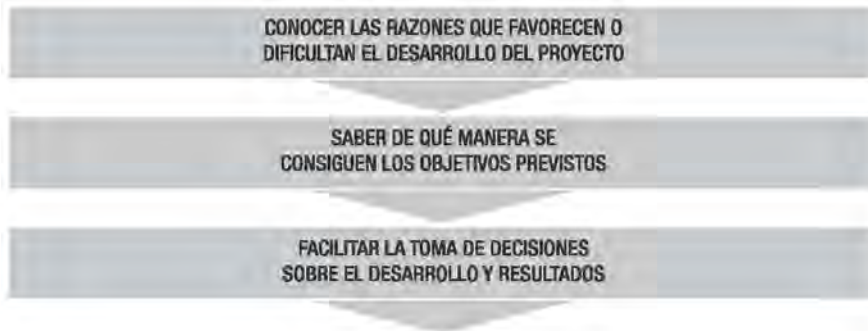 CONOCER LAS RAZONES QUE FAVORECEN O
DIFICULTAN EL DESARROLLO DEL PROYECTO
SABER DE QUÉ MANERA SE
CONSIGUEN LOS OBJETIVOS PREVISTOS
FACILITAR LA TOMA DE DECISIONES
SOBRE EL DESARROLLO Y RESULTADOS